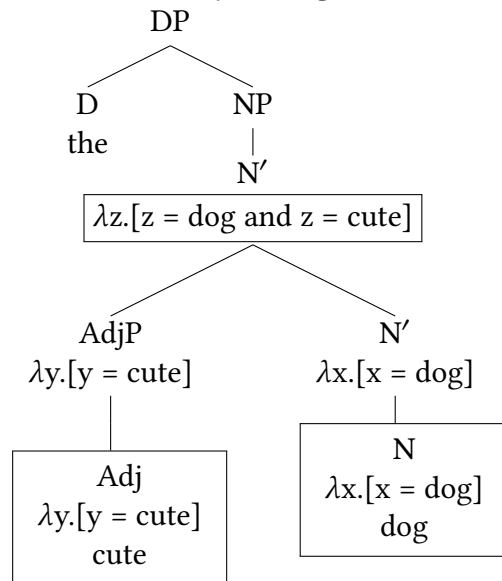 DP
D NP
the
N′
λz.[z = dog and z = cute]
AdjP N′
λy.[y = cute] λx.[x = dog]
Adj N
λy.[y = cute] λx.[x = dog]
cute dog